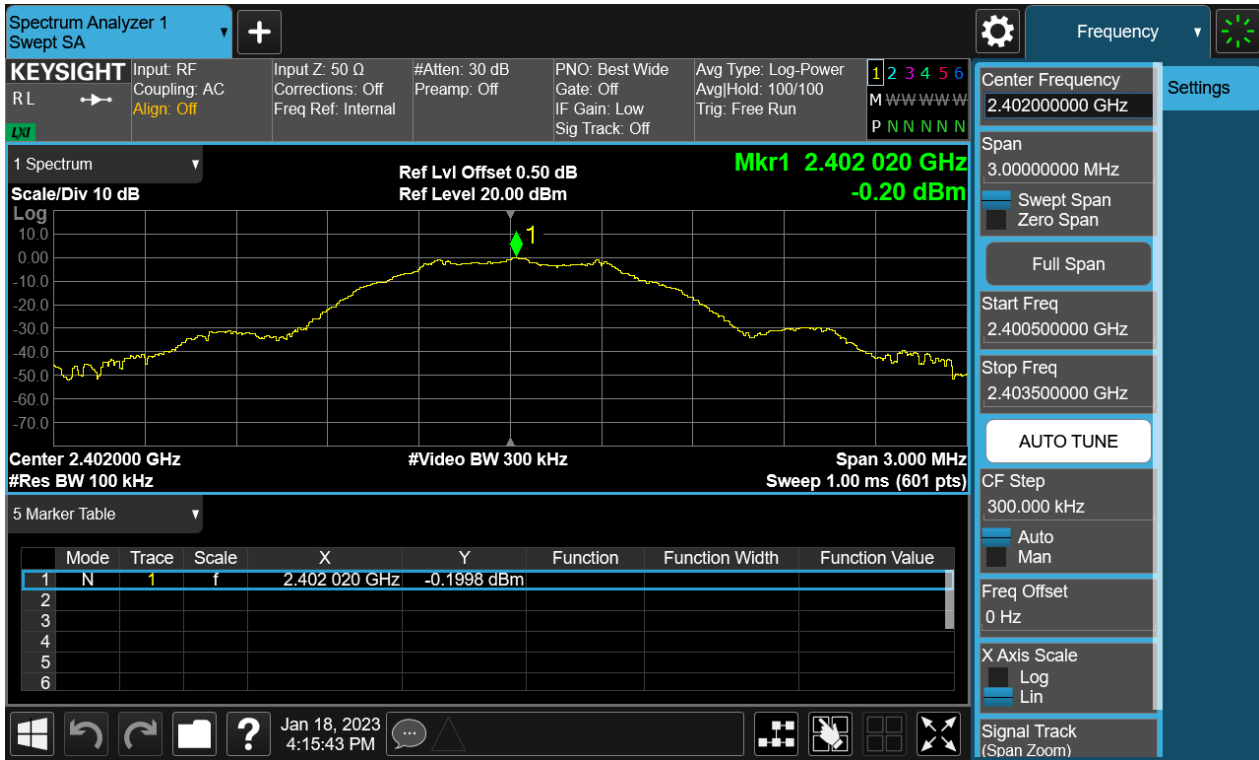 Spectrum Analyzer 1
Swept SA
Frequency
KEYSIGHT
R L
LXI
Input: RF
Coupling: AC
Align: Off
Input Z: 50 Ω
Corrections: Off
Freq Ref: Internal
#Atten: 30 dB
Preamp: Off
PNO: Best Wide
Gate: Off
IF Gain: Low
Sig Track: Off
Avg Type: Log-Power
Avg|Hold: 100/100
Trig: Free Run
1 2 3 4 5 6
M W W W W W
P N N N N N
1 Spectrum
Scale/Div 10 dB
Ref Lvl Offset 0.50 dB
Ref Level 20.00 dBm
Mkr1 2.402 020 GHz
-0.20 dBm
Log
10.0
0.00
-10.0
-20.0
-30.0
-40.0
-50.0
-60.0
-70.0
1
Center 2.402000 GHz
#Res BW 100 kHz
#Video BW 300 kHz
Span 3.000 MHz
Sweep 1.00 ms (601 pts)
5 Marker Table
Mode Trace Scale X Y Function Function Width Function Value
1 N 1 f 2.402 020 GHz -0.1998 dBm
2
3
4
5
6
Jan 18, 2023
4:15:43 PM
Center Frequency
2.402000000 GHz
Span
3.00000000 MHz
Swept Span
Zero Span
Full Span
Start Freq
2.400500000 GHz
Stop Freq
2.403500000 GHz
AUTO TUNE
CF Step
300.000 kHz
Auto
Man
Freq Offset
0 Hz
X Axis Scale
Log
Lin
Signal Track
(Span Zoom)
Settings